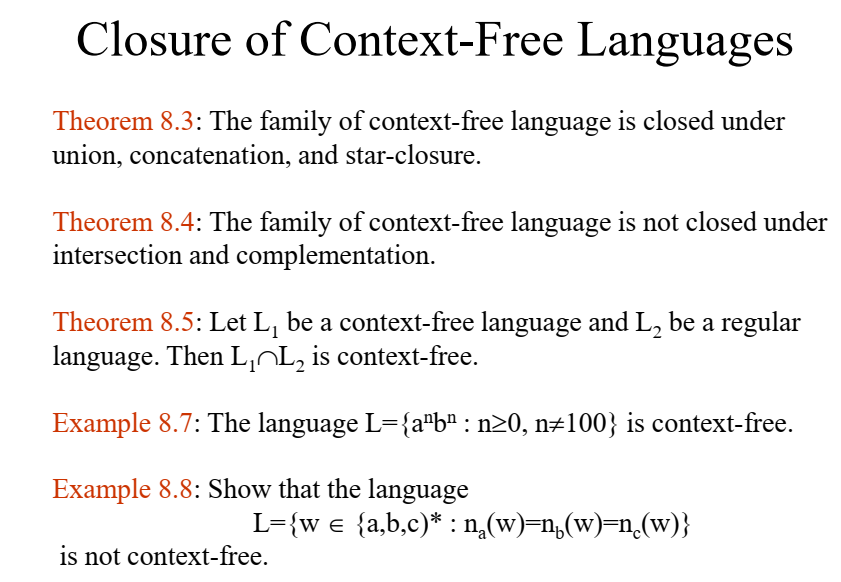 Closure of Context-Free Languages
Theorem 8.3: The family of context-free language is closed under
union, concatenation, and star-closure.
Theorem 8.4: The family of context-free language is not closed under
intersection and complementation.
Theorem 8.5: Let L₁ be a context-free language and L₂ be a regular
language. Then L₁∩L₂ is context-free.
Example 8.7: The language L={aⁿbⁿ : n≥0, n≠100} is context-free.
Example 8.8: Show that the language
L={w ∈ {a,b,c)* : nₐ(w)=n_b(w)=n_c(w)}
is not context-free.